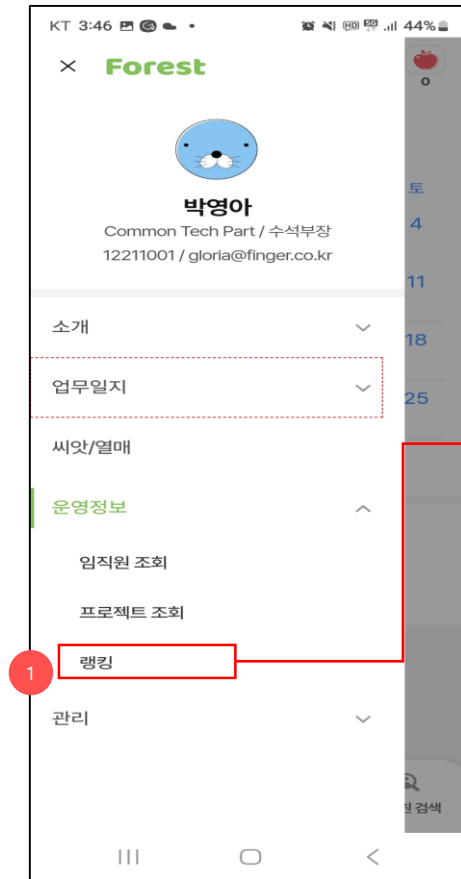 KT 3:46 HD 5G 44%
× Forest
0
박영아
Common Tech Part / 수석부장
12211001 / gloria@finger.co.kr
토
4
11
18
25
소개
업무일지
씨앗/열매
운영정보
임직원 조회
프로젝트 조회
1 랭킹
관리
원 검색